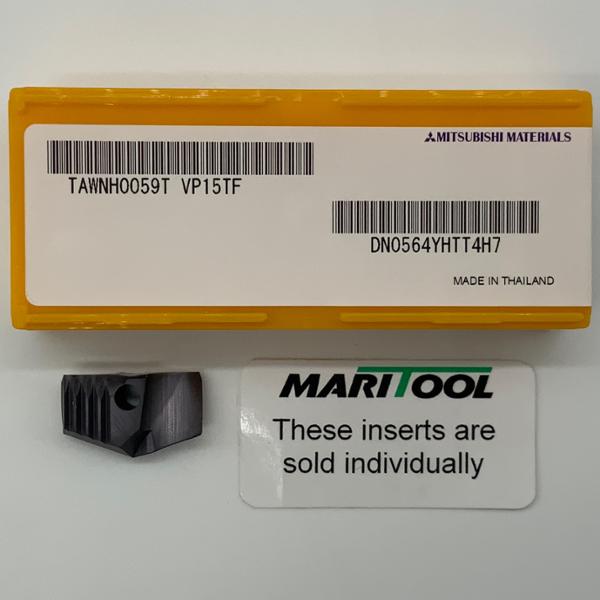 MITSUBISHI MATERIALS
TAWNH0059T VP15TF
DN0564YHTT4H7
MADE IN THAILAND
MARITOOL
These inserts are
sold individually